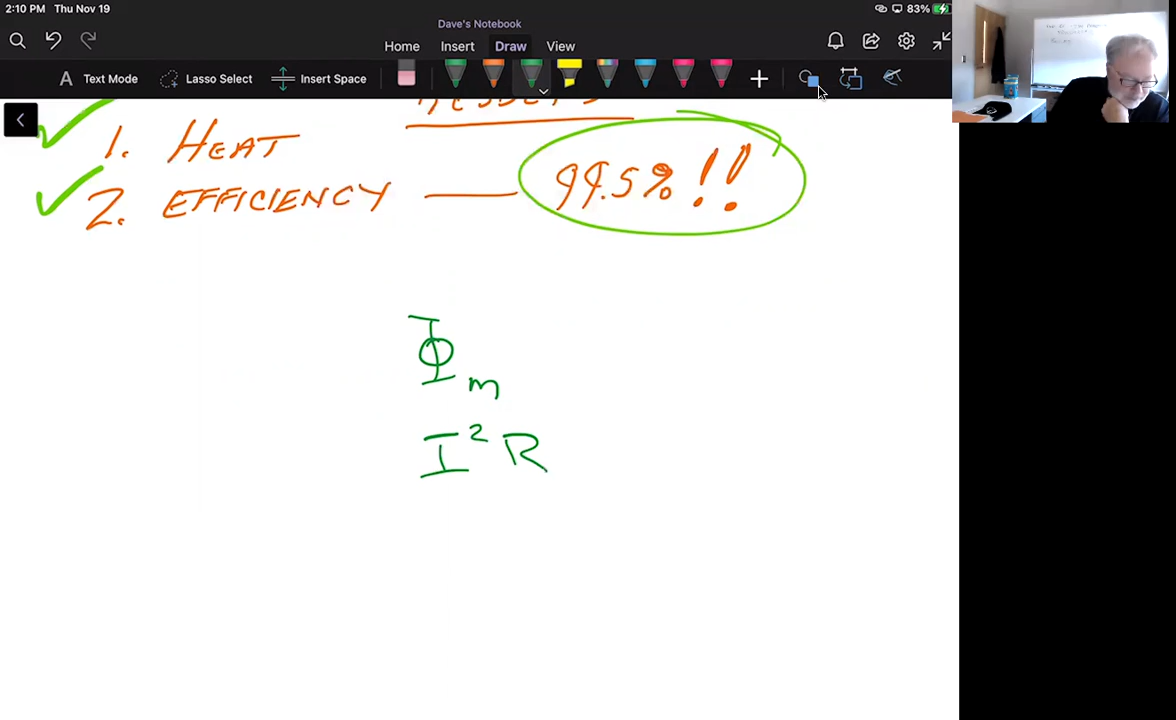 2:10 PM Thu Nov 19
83%
Dave's Notebook
Home Insert Draw View
A Text Mode Lasso Select Insert Space
1. HEAT
2. EFFICIENCY — 99.5%!!
Φm
I²R